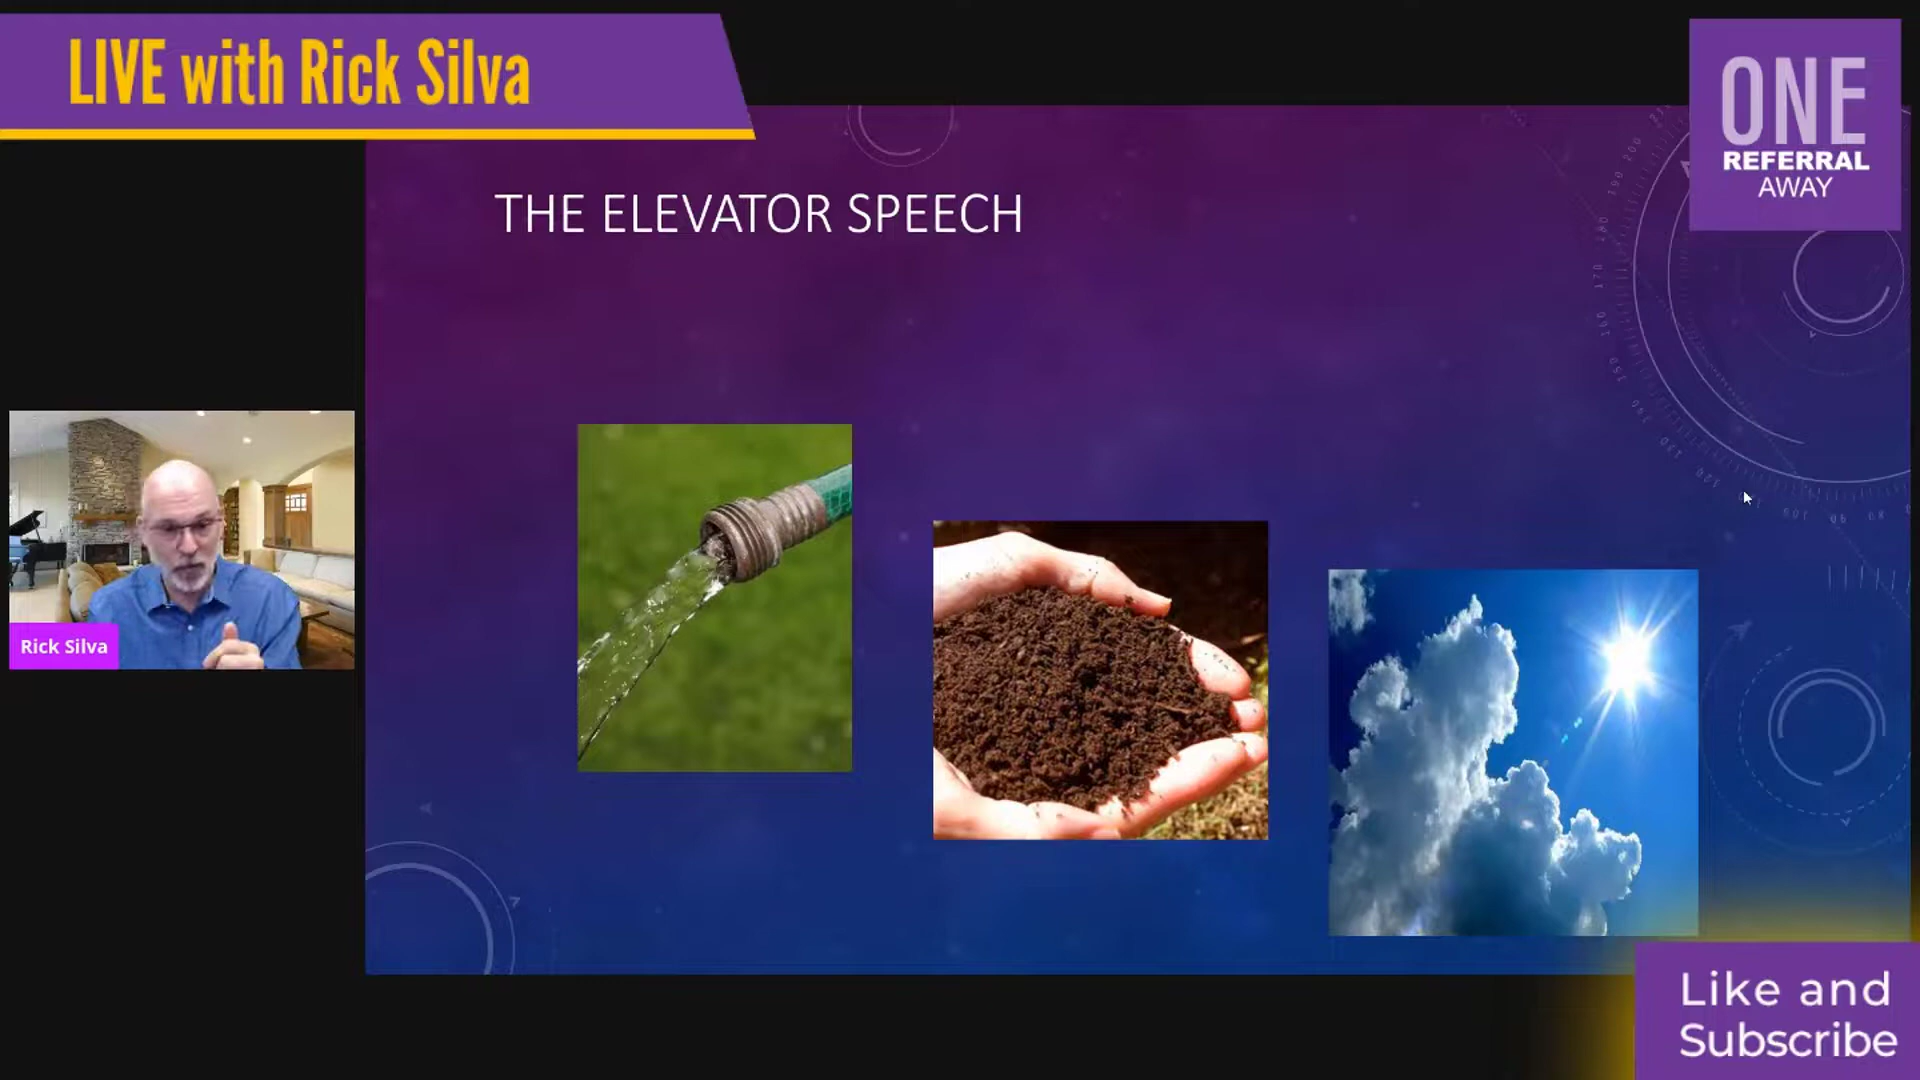 LIVE with Rick Silva
ONE
REFERRAL
AWAY
THE ELEVATOR SPEECH
Rick Silva
Like and
Subscribe